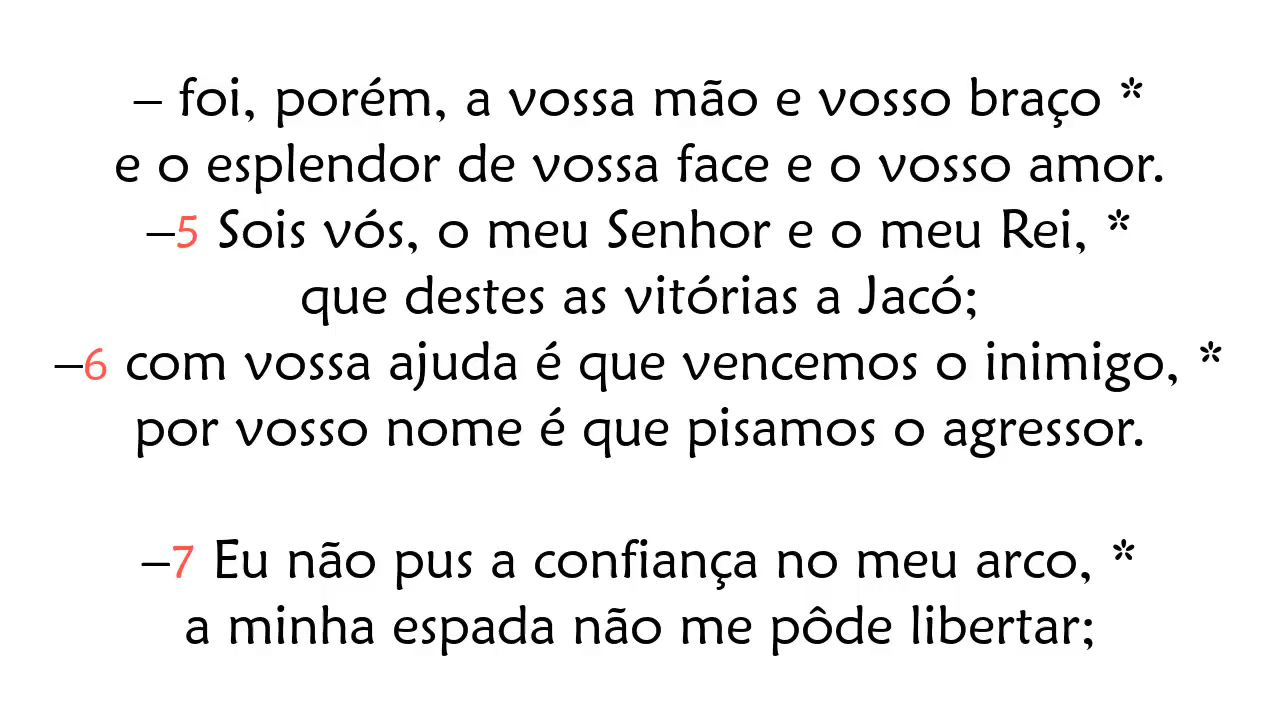 – foi, porém, a vossa mão e vosso braço *
e o esplendor de vossa face e o vosso amor.
–5 Sois vós, o meu Senhor e o meu Rei, *
que destes as vitórias a Jacó;
–6 com vossa ajuda é que vencemos o inimigo, *
por vosso nome é que pisamos o agressor.
–7 Eu não pus a confiança no meu arco, *
a minha espada não me pôde libertar;